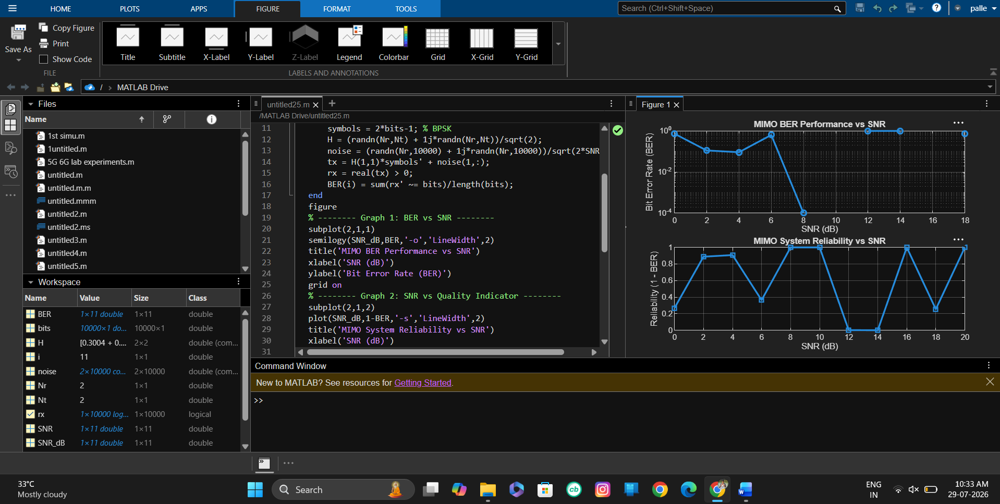 HOME PLOTS APPS FIGURE FORMAT TOOLS Search (Ctrl+Shift+Space) palle
Save As
Copy Figure
Print
Show Code
FILE
Title Subtitle X-Label Y-Label Z-Label Legend Colorbar Grid X-Grid Y-Grid
LABELS AND ANNOTATIONS
/ › MATLAB Drive
Files
Name
1st simu.m
1untitled.m
5G 6G lab experiments.m
untitled.m
untitled.m.m
untitled.mmm
untitled2.m
untitled2.ms
untitled3.m
untitled4.m
untitled5.m
Workspace
Name Value Size Class
BER 1×11 double 1×11 double
bits 10000×1 do... 10000×1 double
H [0.3004 + 0.... 2×2 double (com...
i 11 1×1 double
noise 2×10000 co... 2×10000 double (com...
Nr 2 1×1 double
Nt 2 1×1 double
rx 1×10000 log... 1×10000 logical
SNR 1×11 double 1×11 double
SNR_dB 1×11 double 1×11 double
untitled25.m
/MATLAB Drive/untitled25.m
11 symbols = 2*bits-1; % BPSK
12 H = (randn(Nr,Nt) + 1j*randn(Nr,Nt))/sqrt(2);
13 noise = (randn(Nr,10000) + 1j*randn(Nr,10000))/sqrt(2*SNR
14 tx = H(1,1)*symbols' + noise(1,:);
15 rx = real(tx) > 0;
16 BER(i) = sum(rx' ~= bits)/length(bits);
17 end
18 figure
19 % -------- Graph 1: BER vs SNR --------
20 subplot(2,1,1)
21 semilogy(SNR_dB,BER,'-o','LineWidth',2)
22 title('MIMO BER Performance vs SNR')
23 xlabel('SNR (dB)')
24 ylabel('Bit Error Rate (BER)')
25 grid on
26 % -------- Graph 2: SNR vs Quality Indicator --------
27 subplot(2,1,2)
28 plot(SNR_dB,1-BER,'-s','LineWidth',2)
29 title('MIMO System Reliability vs SNR')
30 xlabel('SNR (dB)')
31
Figure 1
MIMO BER Performance vs SNR
Bit Error Rate (BER)
10^0
10^-2
10^-4
0 2 4 6 8 10 12 14 16 18
SNR (dB)
MIMO System Reliability vs SNR
Reliability (1 - BER)
1
0.8
0.6
0.4
0.2
0
0 2 4 6 8 10 12 14 16 18 20
SNR (dB)
Command Window
New to MATLAB? See resources for Getting Started.
>>
33°C
Mostly cloudy
Search
cb
W
ENG
IN
10:33 AM
29-07-2026